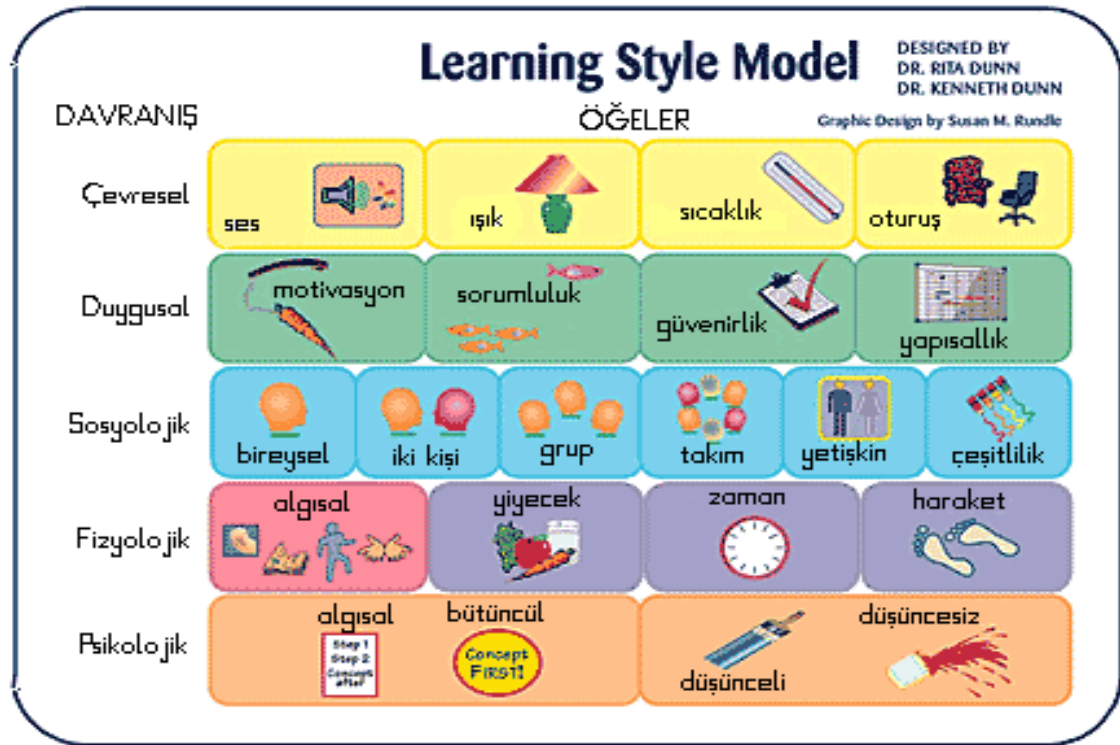 Learning Style Model
DESIGNED BY
DR. RITA DUNN
DR. KENNETH DUNN
DAVRANIŞ
ÖĞELER
Graphic Design by Susan M. Rundle
Çevresel
ses
ışık
sıcaklık
oturuş
Duygusal
motivasyon
sorumluluk
güvenirlik
yapısallık
Sosyolojik
bireysel
iki kişi
grup
takım
yetişkin
çeşitlilik
Fizyolojik
algısal
yiyecek
zaman
haraket
Psikolojik
algısal
Step 1
Step 2
Concept
after
bütüncül
Concept
FIRST!
düşünceli
düşüncesiz